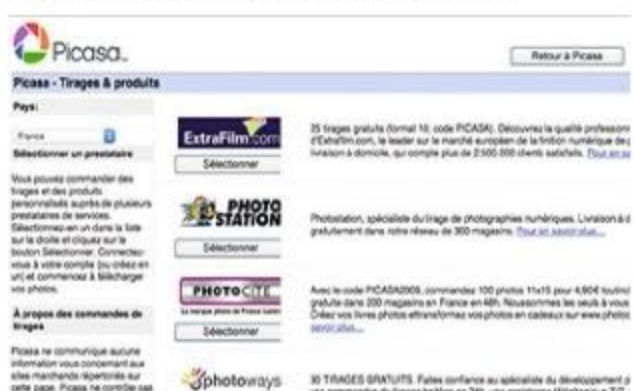 Picasa
Retour à Picasa
Picasa - Tirages & produits
Pays:
France
Sélectionner un prestataire
Vous pouvez commander des
tirages et des produits
personnalisés auprès de plusieurs
prestataires de services.
Sélectionnez-en un dans la liste
sur la droite et cliquez sur le
bouton Sélectionner. Connectez-
vous à votre compte (ou créez-en
un) et commencez à télécharger
vos photos.
À propos des commandes de
tirages
Picasa ne communique aucune
information vous concernant aux
sites marchands répertoriés sur
cette page. Picasa ne contrôle pas
ExtraFilm.com
Sélectionner
25 tirages gratuits (format 10, code PICASA). Découvrez la qualité
d'Extrafilm.com, le leader sur le marché européen de la finition numérique de
livraison à domicile, qui compte plus de 2 500 000 clients satisfaits. Pour en
PHOTO
STATION
Sélectionner
Photostation, spécialiste du tirage de photographies numériques. Livraison à
gratuitement dans notre réseau de 300 magasins. Pour en savoir plus...
PHOTOCITE
Sélectionner
Avec le code PICASA2009, commandez 100 photos 11x15 pour 4,90€
gratuite dans 200 magasins en France en 48h. Nous sommes les seuls à vous
Créez vos livres photos et transformez vos photos en cadeaux sur www.photoc
savoir plus...
photoways
30 TIRAGES GRATUITS. Faites confiance au spécialiste du développement